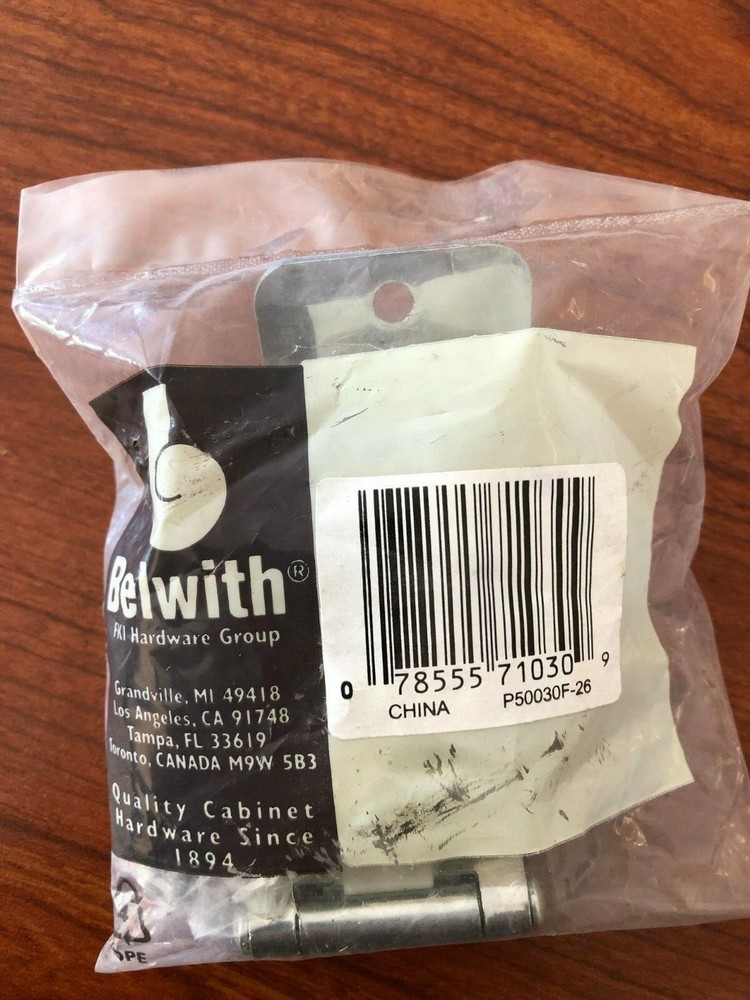 Belwith®
FKI Hardware Group
Grandville, MI 49418
Los Angeles, CA 91748
Tampa, FL 33619
Toronto, CANADA M9W 5B3
Quality Cabinet
Hardware Since
1894
0 78555 71030 9
CHINA P50030F-26